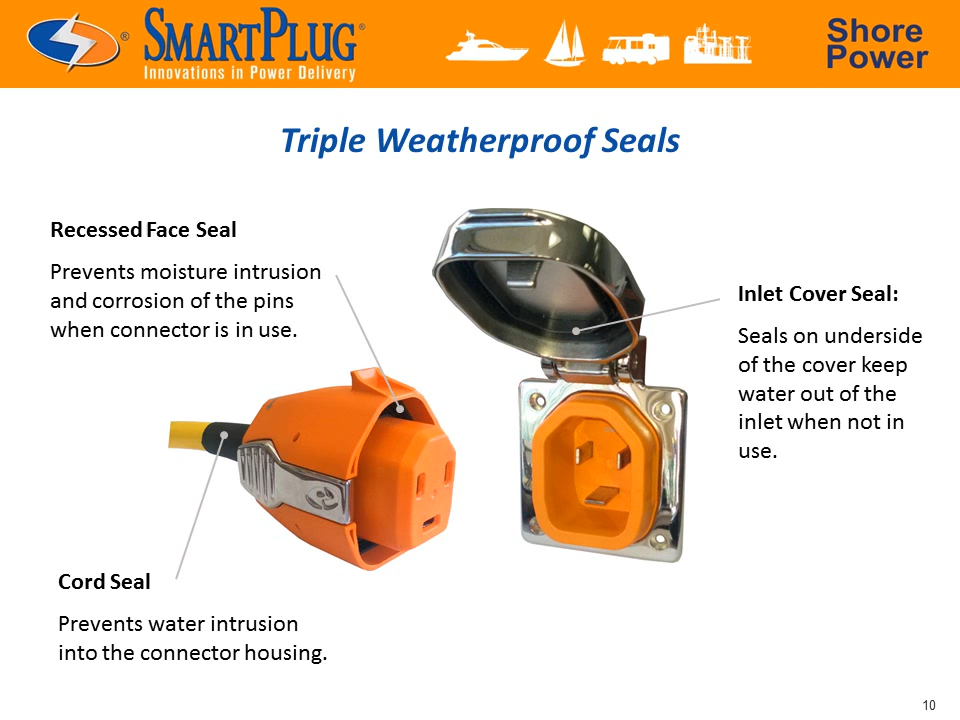 SMARTPLUG®
®
Innovations in Power Delivery
Shore
Power
Triple Weatherproof Seals
Recessed Face Seal
Prevents moisture intrusion
and corrosion of the pins
when connector is in use.
Inlet Cover Seal:
Seals on underside
of the cover keep
water out of the
inlet when not in
use.
Cord Seal
Prevents water intrusion
into the connector housing.
10